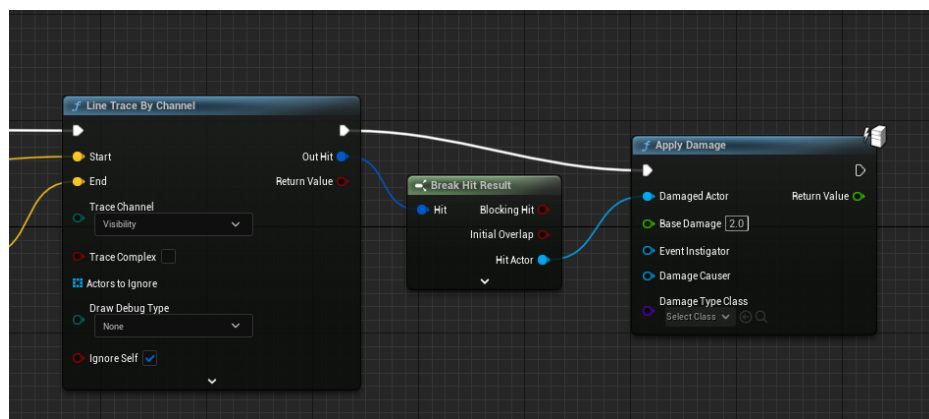 f Line Trace By Channel
Start
Out Hit
End
Return Value
Trace Channel
Visibility
Trace Complex
Actors to Ignore
Draw Debug Type
None
Ignore Self
Break Hit Result
Hit
Blocking Hit
Initial Overlap
Hit Actor
f Apply Damage
Damaged Actor
Return Value
Base Damage 2.0
Event Instigator
Damage Causer
Damage Type Class
Select Class